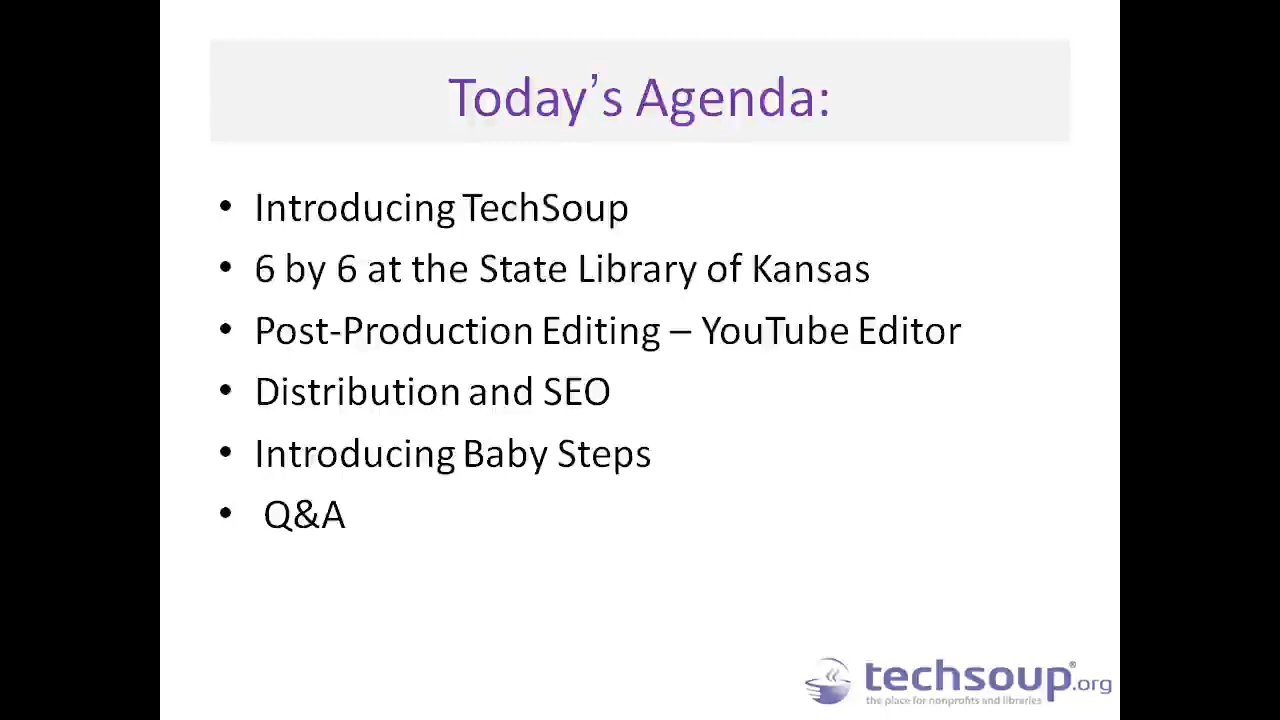 Today’s Agenda:
• Introducing TechSoup
• 6 by 6 at the State Library of Kansas
• Post-Production Editing – YouTube Editor
• Distribution and SEO
• Introducing Baby Steps
• Q&A
techsoup®.org
the place for nonprofits and libraries